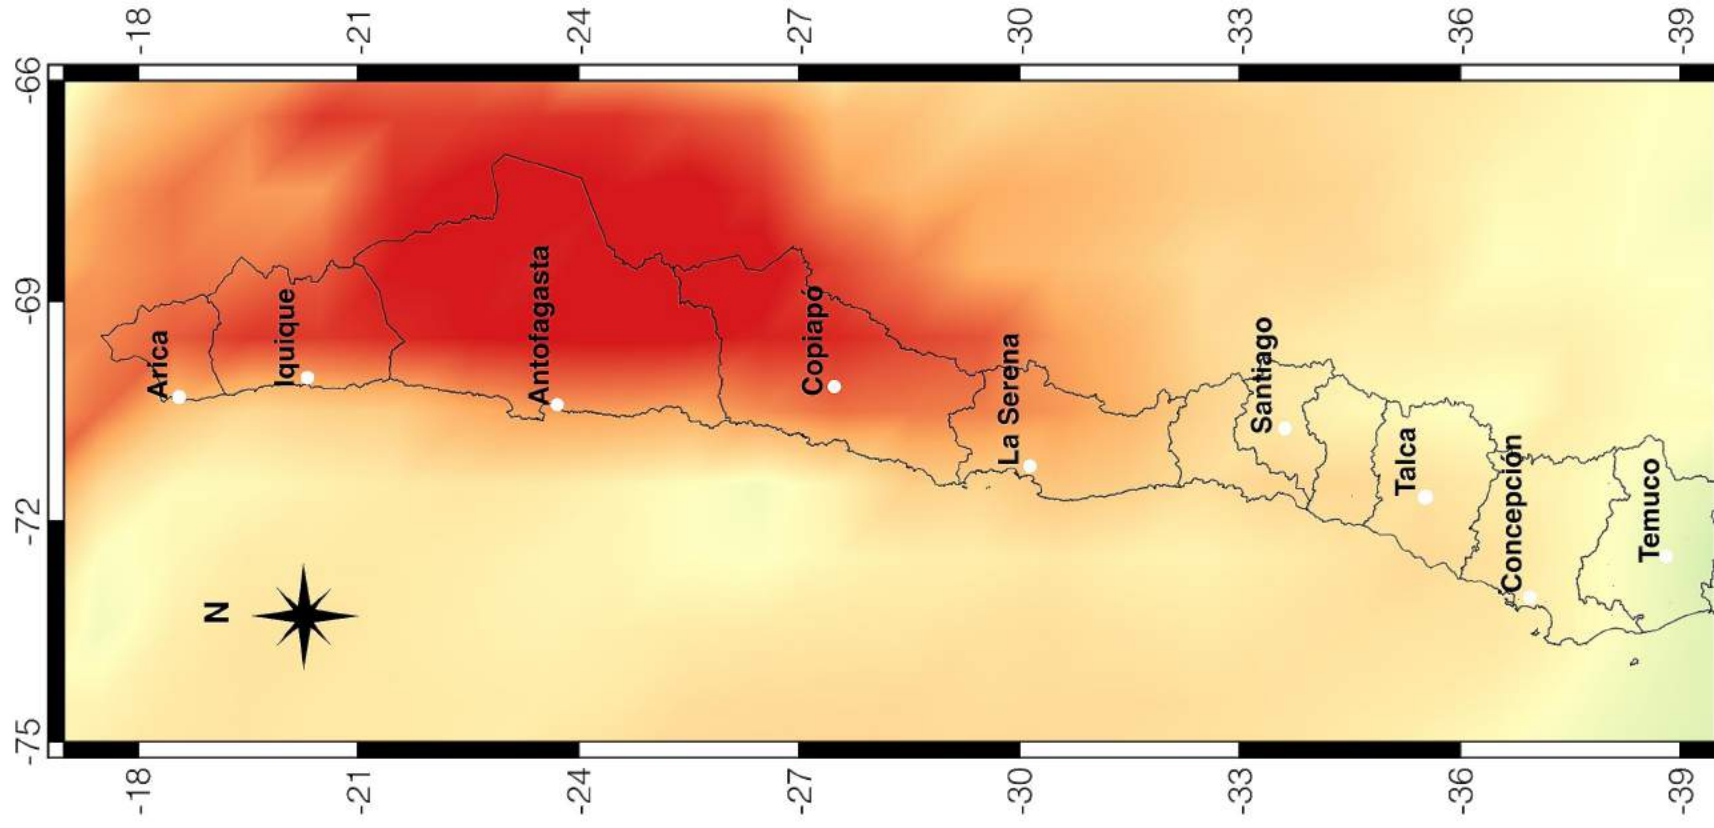 -18
-21
-24
-27
-30
-33
-36
-39
-66
-69
-72
-75
N
Arica
Iquique
Antofagasta
Copiapó
La Serena
Santiago
Talca
Concepción
Temuco
-18
-21
-24
-27
-30
-33
-36
-39